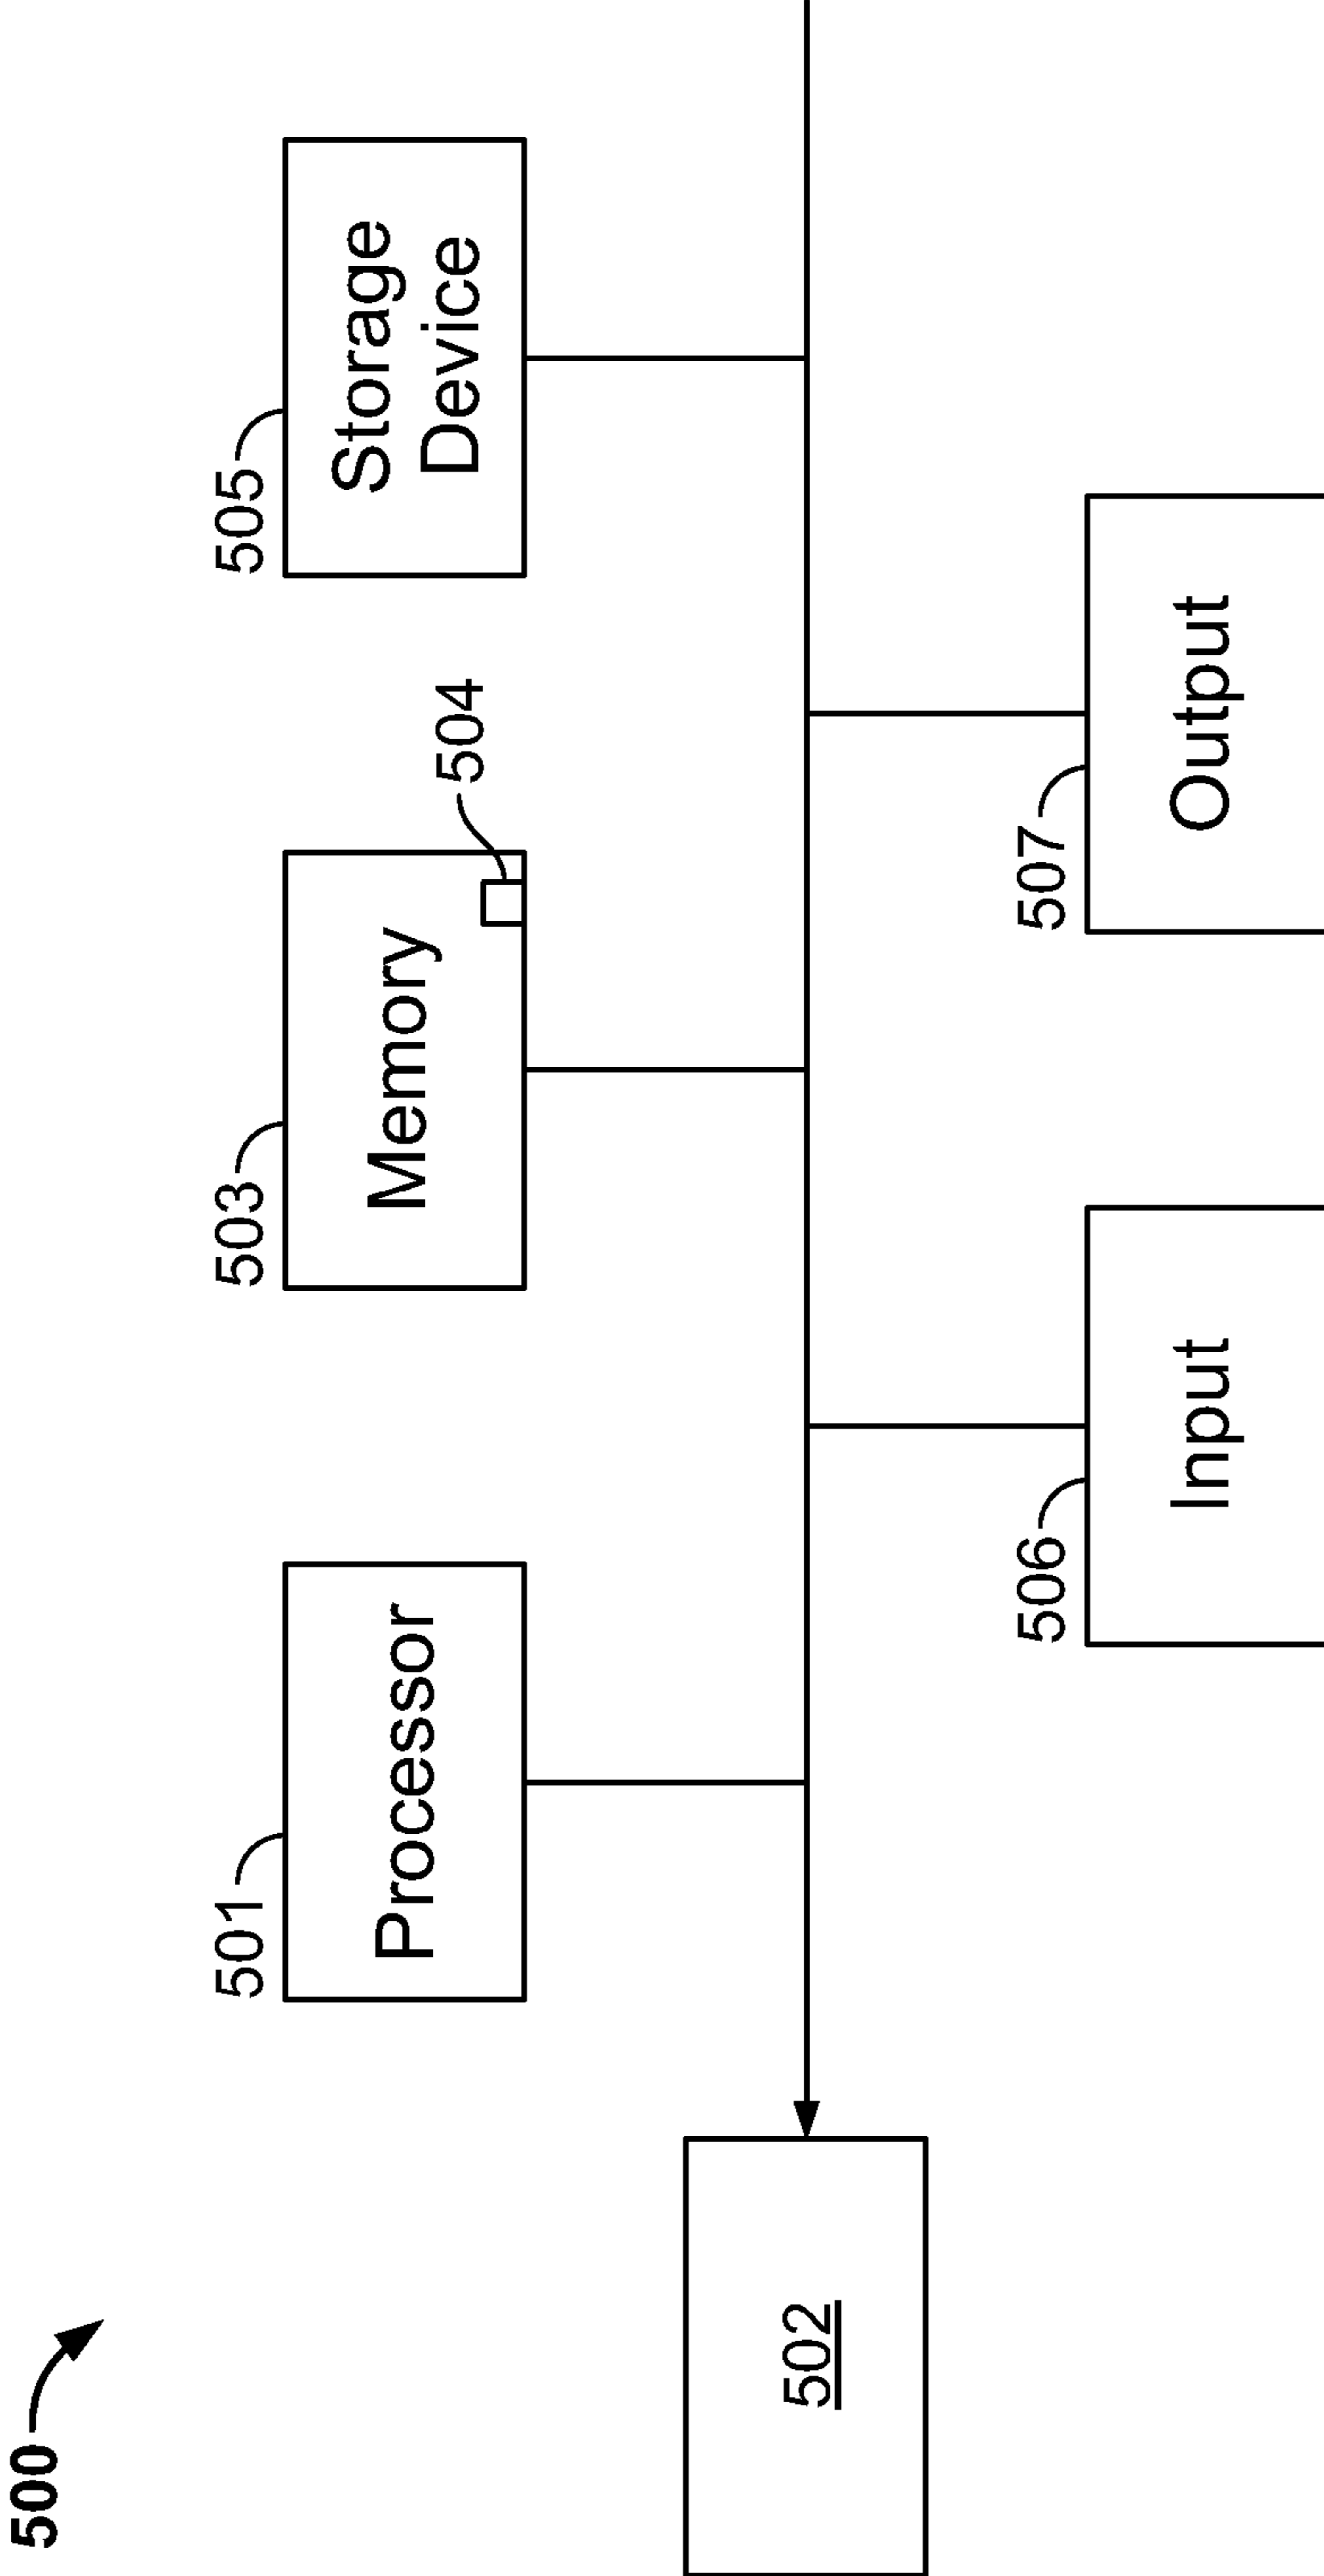 500
501
Processor
503
Memory
504
505
Storage
Device
502
506
Input
507
Output